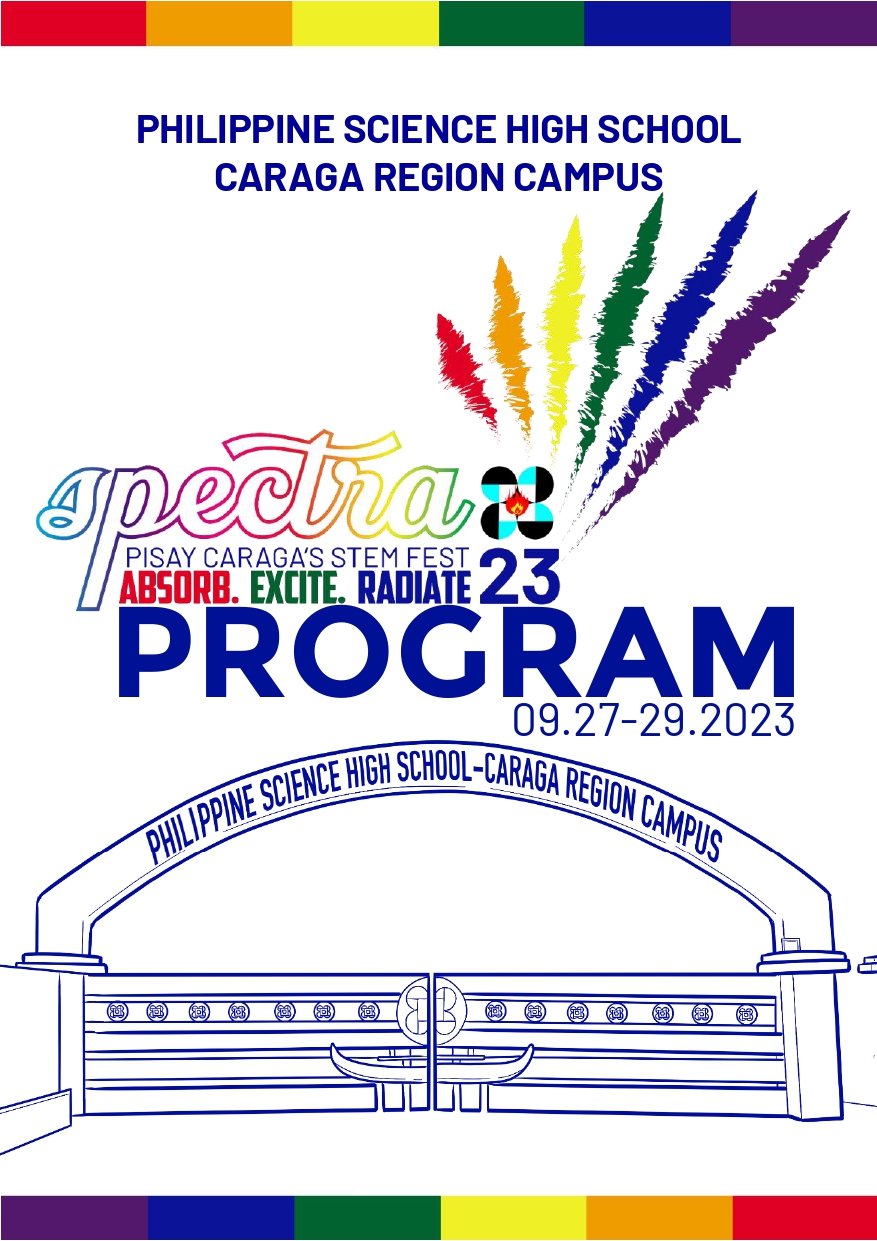 PHILIPPINE SCIENCE HIGH SCHOOL
CARAGA REGION CAMPUS
spectra
PISAY CARAGA'S STEM FEST
ABSORB. EXCITE. RADIATE 23
PROGRAM
09.27-29.2023
PHILIPPINE SCIENCE HIGH SCHOOL-CARAGA REGION CAMPUS